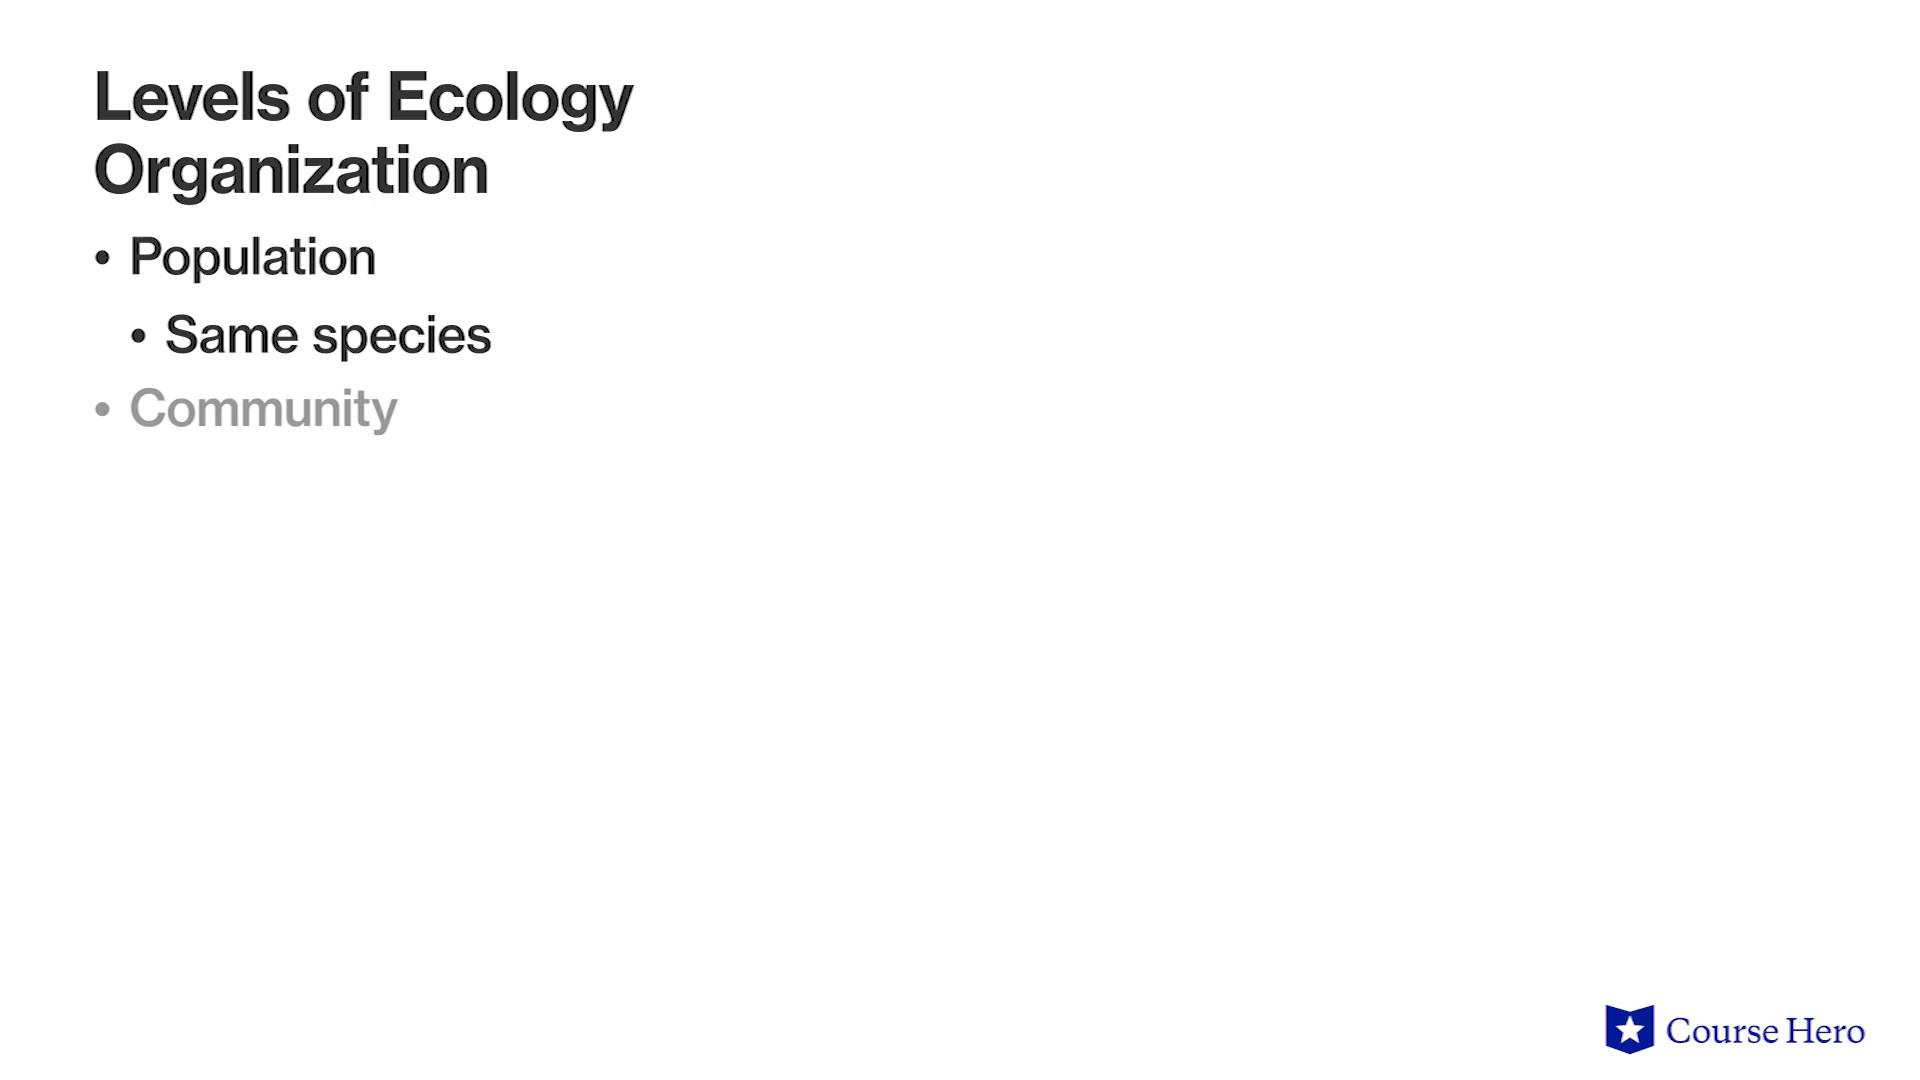 Levels of Ecology
Organization
• Population
• Same species
• Community
Course Hero